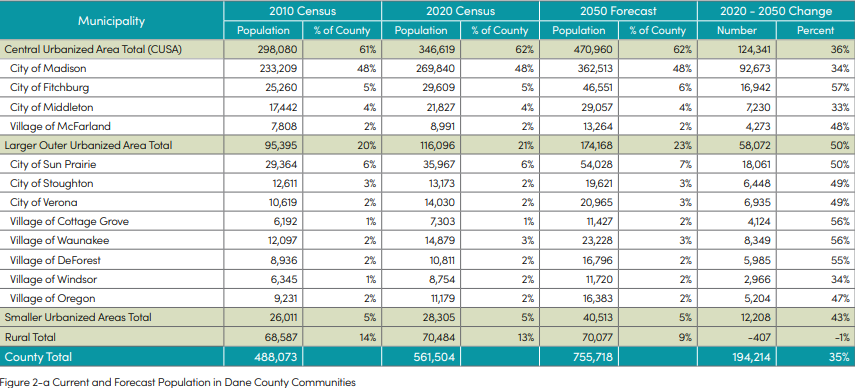 Municipality 2010 Census 2020 Census 2050 Forecast 2020 - 2050 Change
Population % of County Population % of County Population % of County Number Percent
Central Urbanized Area Total (CUSA) 298,080 61% 346,619 62% 470,960 62% 124,341 36%
City of Madison 233,209 48% 269,840 48% 362,513 48% 92,673 34%
City of Fitchburg 25,260 5% 29,609 5% 46,551 6% 16,942 57%
City of Middleton 17,442 4% 21,827 4% 29,057 4% 7,230 33%
Village of McFarland 7,808 2% 8,991 2% 13,264 2% 4,273 48%
Larger Outer Urbanized Area Total 95,395 20% 116,096 21% 174,168 23% 58,072 50%
City of Sun Prairie 29,364 6% 35,967 6% 54,028 7% 18,061 50%
City of Stoughton 12,611 3% 13,173 2% 19,621 3% 6,448 49%
City of Verona 10,619 2% 14,030 2% 20,965 3% 6,935 49%
Village of Cottage Grove 6,192 1% 7,303 1% 11,427 2% 4,124 56%
Village of Waunakee 12,097 2% 14,879 3% 23,228 3% 8,349 56%
Village of DeForest 8,936 2% 10,811 2% 16,796 2% 5,985 55%
Village of Windsor 6,345 1% 8,754 2% 11,720 2% 2,966 34%
Village of Oregon 9,231 2% 11,179 2% 16,383 2% 5,204 47%
Smaller Urbanized Areas Total 26,011 5% 28,305 5% 40,513 5% 12,208 43%
Rural Total 68,587 14% 70,484 13% 70,077 9% -407 -1%
County Total 488,073 561,504 755,718 194,214 35%
Figure 2-a Current and Forecast Population in Dane County Communities